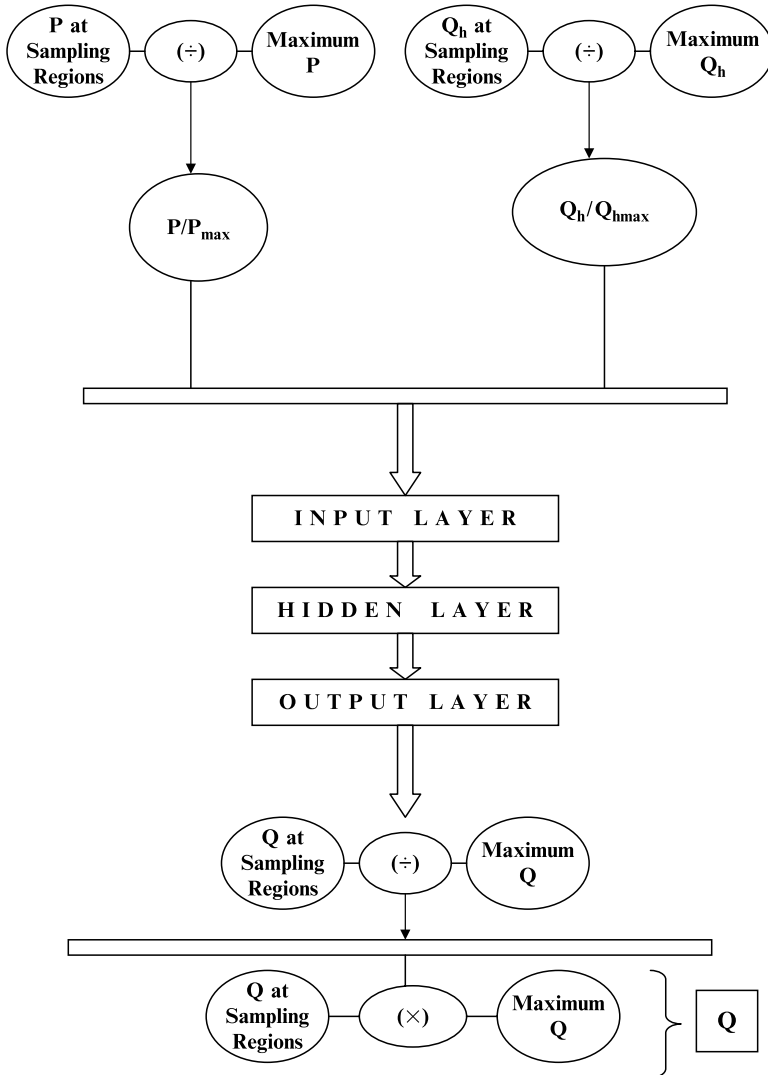 P at
Sampling
Regions
(÷)
Maximum
P
Qh at
Sampling
Regions
(÷)
Maximum
Qh
P/Pmax
Qh/Qhmax
INPUT LAYER
HIDDEN LAYER
OUTPUT LAYER
Q at
Sampling
Regions
(÷)
Maximum
Q
Q at
Sampling
Regions
(×)
Maximum
Q
Q